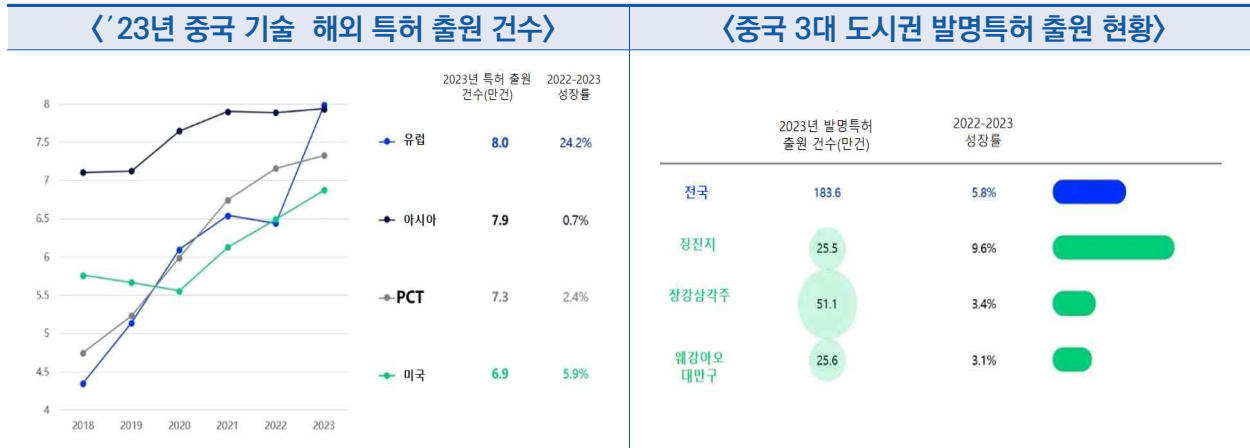 〈′23년 중국 기술 해외 특허 출원 건수〉
〈중국 3대 도시권 발명특허 출원 현황〉
2023년 특허 출원
건수(만건)
2022-2023
성장률
8
7.5
7
6.5
6
5.5
5
4.5
4
2018 2019 2020 2021 2022 2023
유럽 8.0 24.2%
아시아 7.9 0.7%
PCT 7.3 2.4%
미국 6.9 5.9%
2023년 발명특허
출원 건수(만건)
2022-2023
성장률
전국 183.6 5.8%
징진지 25.5 9.6%
장강삼각주 51.1 3.4%
웨강아오
대만구
25.6 3.1%